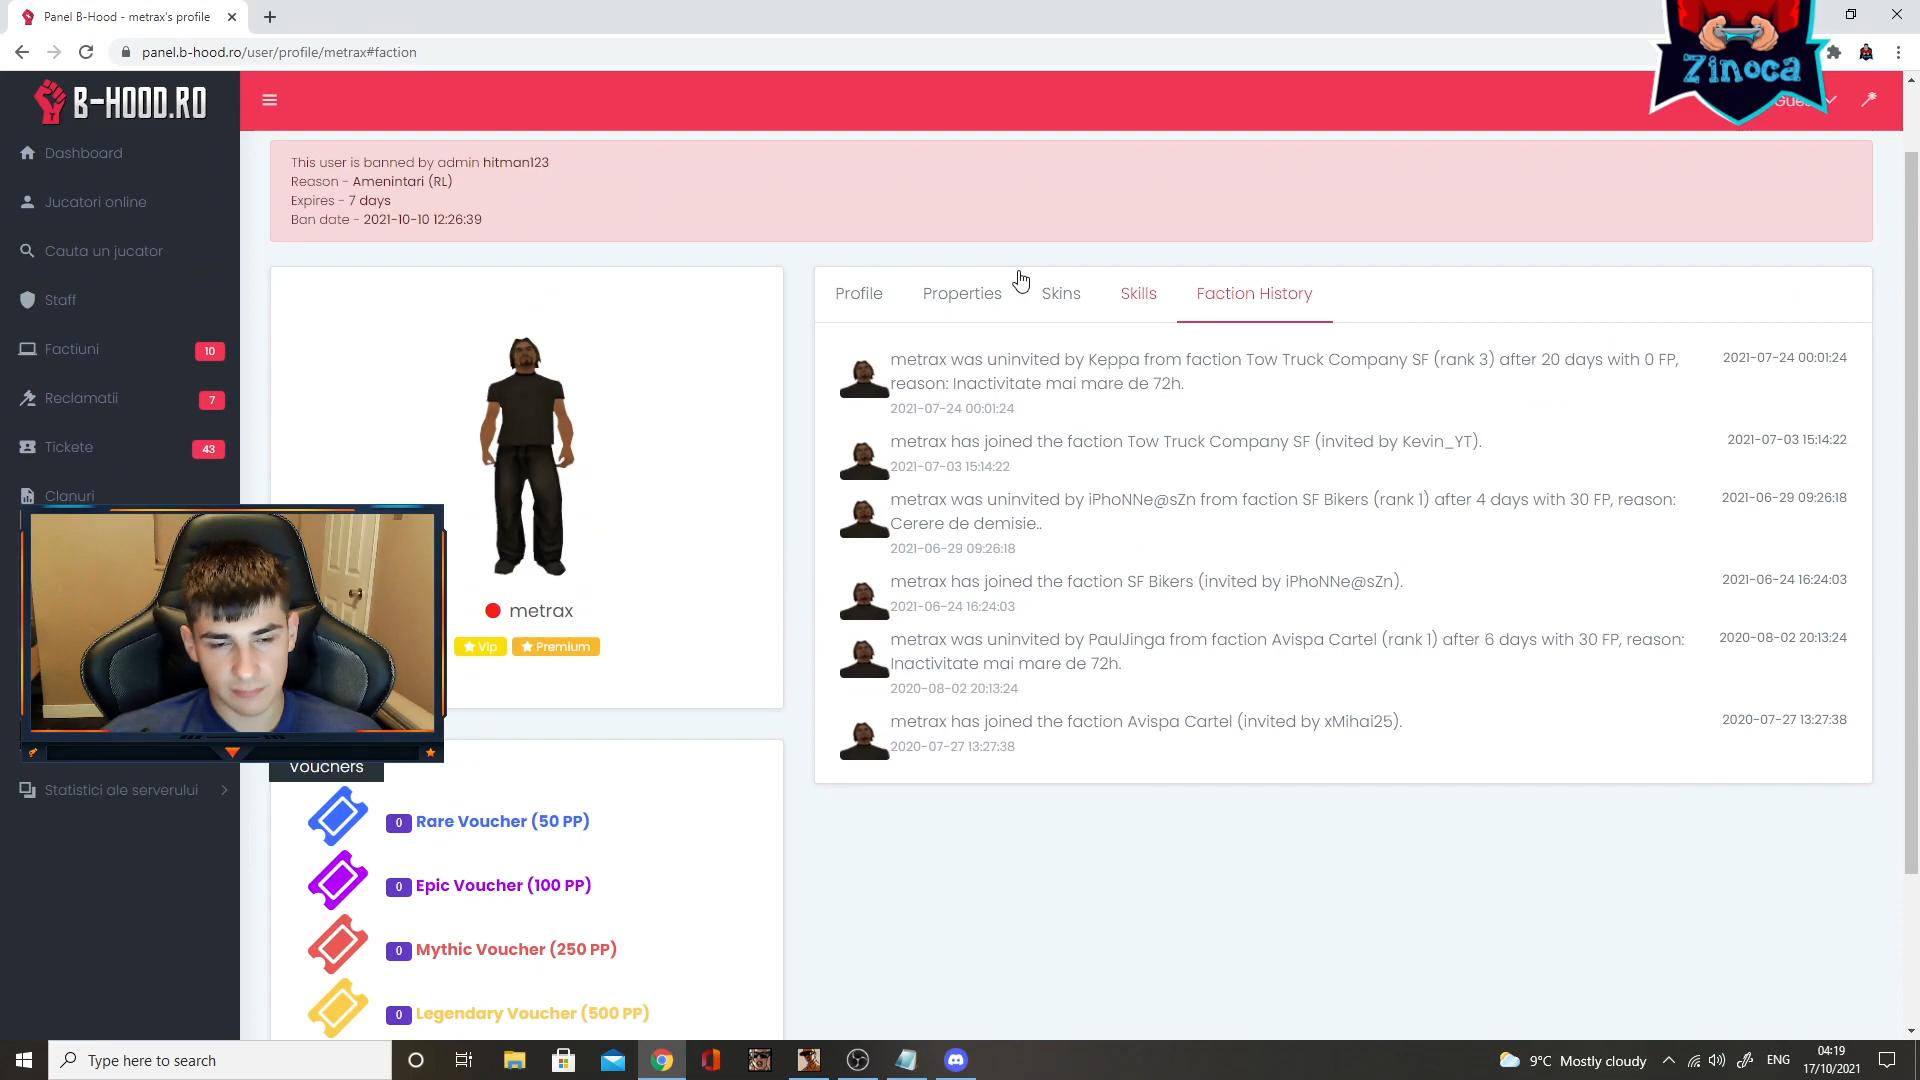 Panel B-Hood - metrax's profile
panel.b-hood.ro/user/profile/metrax#faction
Zinoca
B-HOOD.RO
Dashboard
Jucatori online
Cauta un jucator
Staff
Factiuni 10
Reclamatii 7
Tickete 43
Clanuri
Statistici ale serverului
This user is banned by admin hitman123
Reason - Amenintari (RL)
Expires - 7 days
Ban date - 2021-10-10 12:26:39
metrax
Vip Premium
Vouchers
0 Rare Voucher (50 PP)
0 Epic Voucher (100 PP)
0 Mythic Voucher (250 PP)
0 Legendary Voucher (500 PP)
Profile Properties Skins Skills Faction History
metrax was uninvited by Keppa from faction Tow Truck Company SF (rank 3) after 20 days with 0 FP, 2021-07-24 00:01:24
reason: Inactivitate mai mare de 72h.
2021-07-24 00:01:24
metrax has joined the faction Tow Truck Company SF (invited by Kevin_YT). 2021-07-03 15:14:22
2021-07-03 15:14:22
metrax was uninvited by iPhoNNe@sZn from faction SF Bikers (rank 1) after 4 days with 30 FP, reason: 2021-06-29 09:26:18
Cerere de demisie..
2021-06-29 09:26:18
metrax has joined the faction SF Bikers (invited by iPhoNNe@sZn). 2021-06-24 16:24:03
2021-06-24 16:24:03
metrax was uninvited by PaulJinga from faction Avispa Cartel (rank 1) after 6 days with 30 FP, reason: 2020-08-02 20:13:24
Inactivitate mai mare de 72h.
2020-08-02 20:13:24
metrax has joined the faction Avispa Cartel (invited by xMihai25). 2020-07-27 13:27:38
2020-07-27 13:27:38
Type here to search
9°C Mostly cloudy
ENG
04:19
17/10/2021